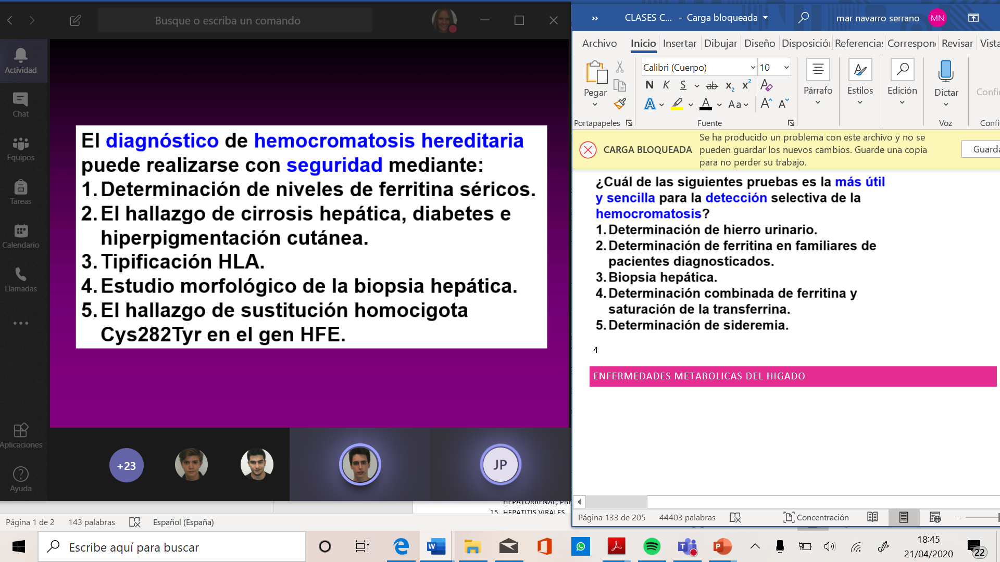 Busque o escriba un comando
Actividad
Chat
Equipos
Tareas
Calendario
Llamadas
Aplicaciones
Ayuda
El diagnóstico de hemocromatosis hereditaria
puede realizarse con seguridad mediante:
1. Determinación de niveles de ferritina séricos.
2. El hallazgo de cirrosis hepática, diabetes e
hiperpigmentación cutánea.
3. Tipificación HLA.
4. Estudio morfológico de la biopsia hepática.
5. El hallazgo de sustitución homocigota
Cys282Tyr en el gen HFE.
+23
JP
HEPATORRENAL, PBE
15. HEPATITIS VIRALES
Página 1 de 2 143 palabras Español (España)
CLASES C... - Carga bloqueada mar navarro serrano MN
Archivo Inicio Insertar Dibujar Diseño Disposición Referencias Correspon Revisar Vista
Calibri (Cuerpo) 10
N K S ab x2 x2 A
Pegar
A A Aa A A
Párrafo Estilos Edición Dictar Confid
Portapapeles Fuente Voz Confi
CARGA BLOQUEADA
Se ha producido un problema con este archivo y no se
pueden guardar los nuevos cambios. Guarde una copia
para no perder su trabajo.
Guarda
¿Cuál de las siguientes pruebas es la más útil
y sencilla para la detección selectiva de la
hemocromatosis?
1. Determinación de hierro urinario.
2. Determinación de ferritina en familiares de
pacientes diagnosticados.
3. Biopsia hepática.
4. Determinación combinada de ferritina y
saturación de la transferrina.
5. Determinación de sideremia.
4
ENFERMEDADES METABOLICAS DEL HIGADO
Página 133 de 205 44403 palabras Concentración
Escribe aquí para buscar
18:45
21/04/2020
22